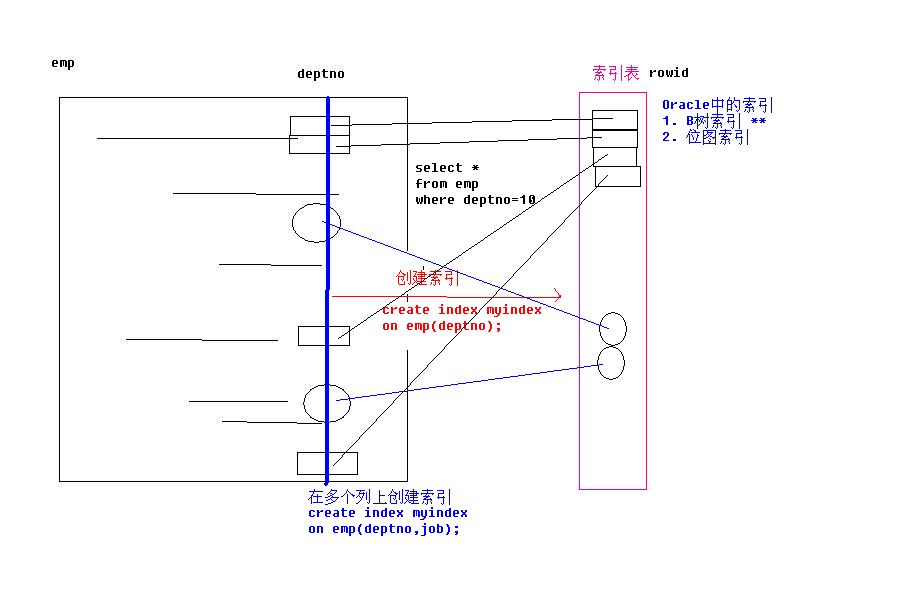 emp
deptno
索引表 rowid
Oracle中的索引
1. B树索引 **
2. 位图索引
select *
from emp
where deptno=10
创建索引
create index myindex
on emp(deptno);
在多个列上创建索引
create index myindex
on emp(deptno,job);